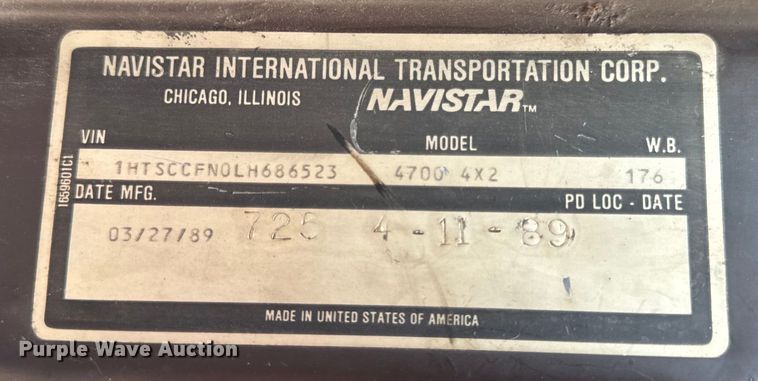 NAVISTAR INTERNATIONAL TRANSPORTATION CORP.
CHICAGO, ILLINOIS NAVISTAR™
VIN MODEL W.B.
1HTSCCFN0LH686523 4700 4X2 176
1659601C1
DATE MFG. PD LOC - DATE
03/27/89 725 4-11-89
MADE IN UNITED STATES OF AMERICA
Purple Wave Auction